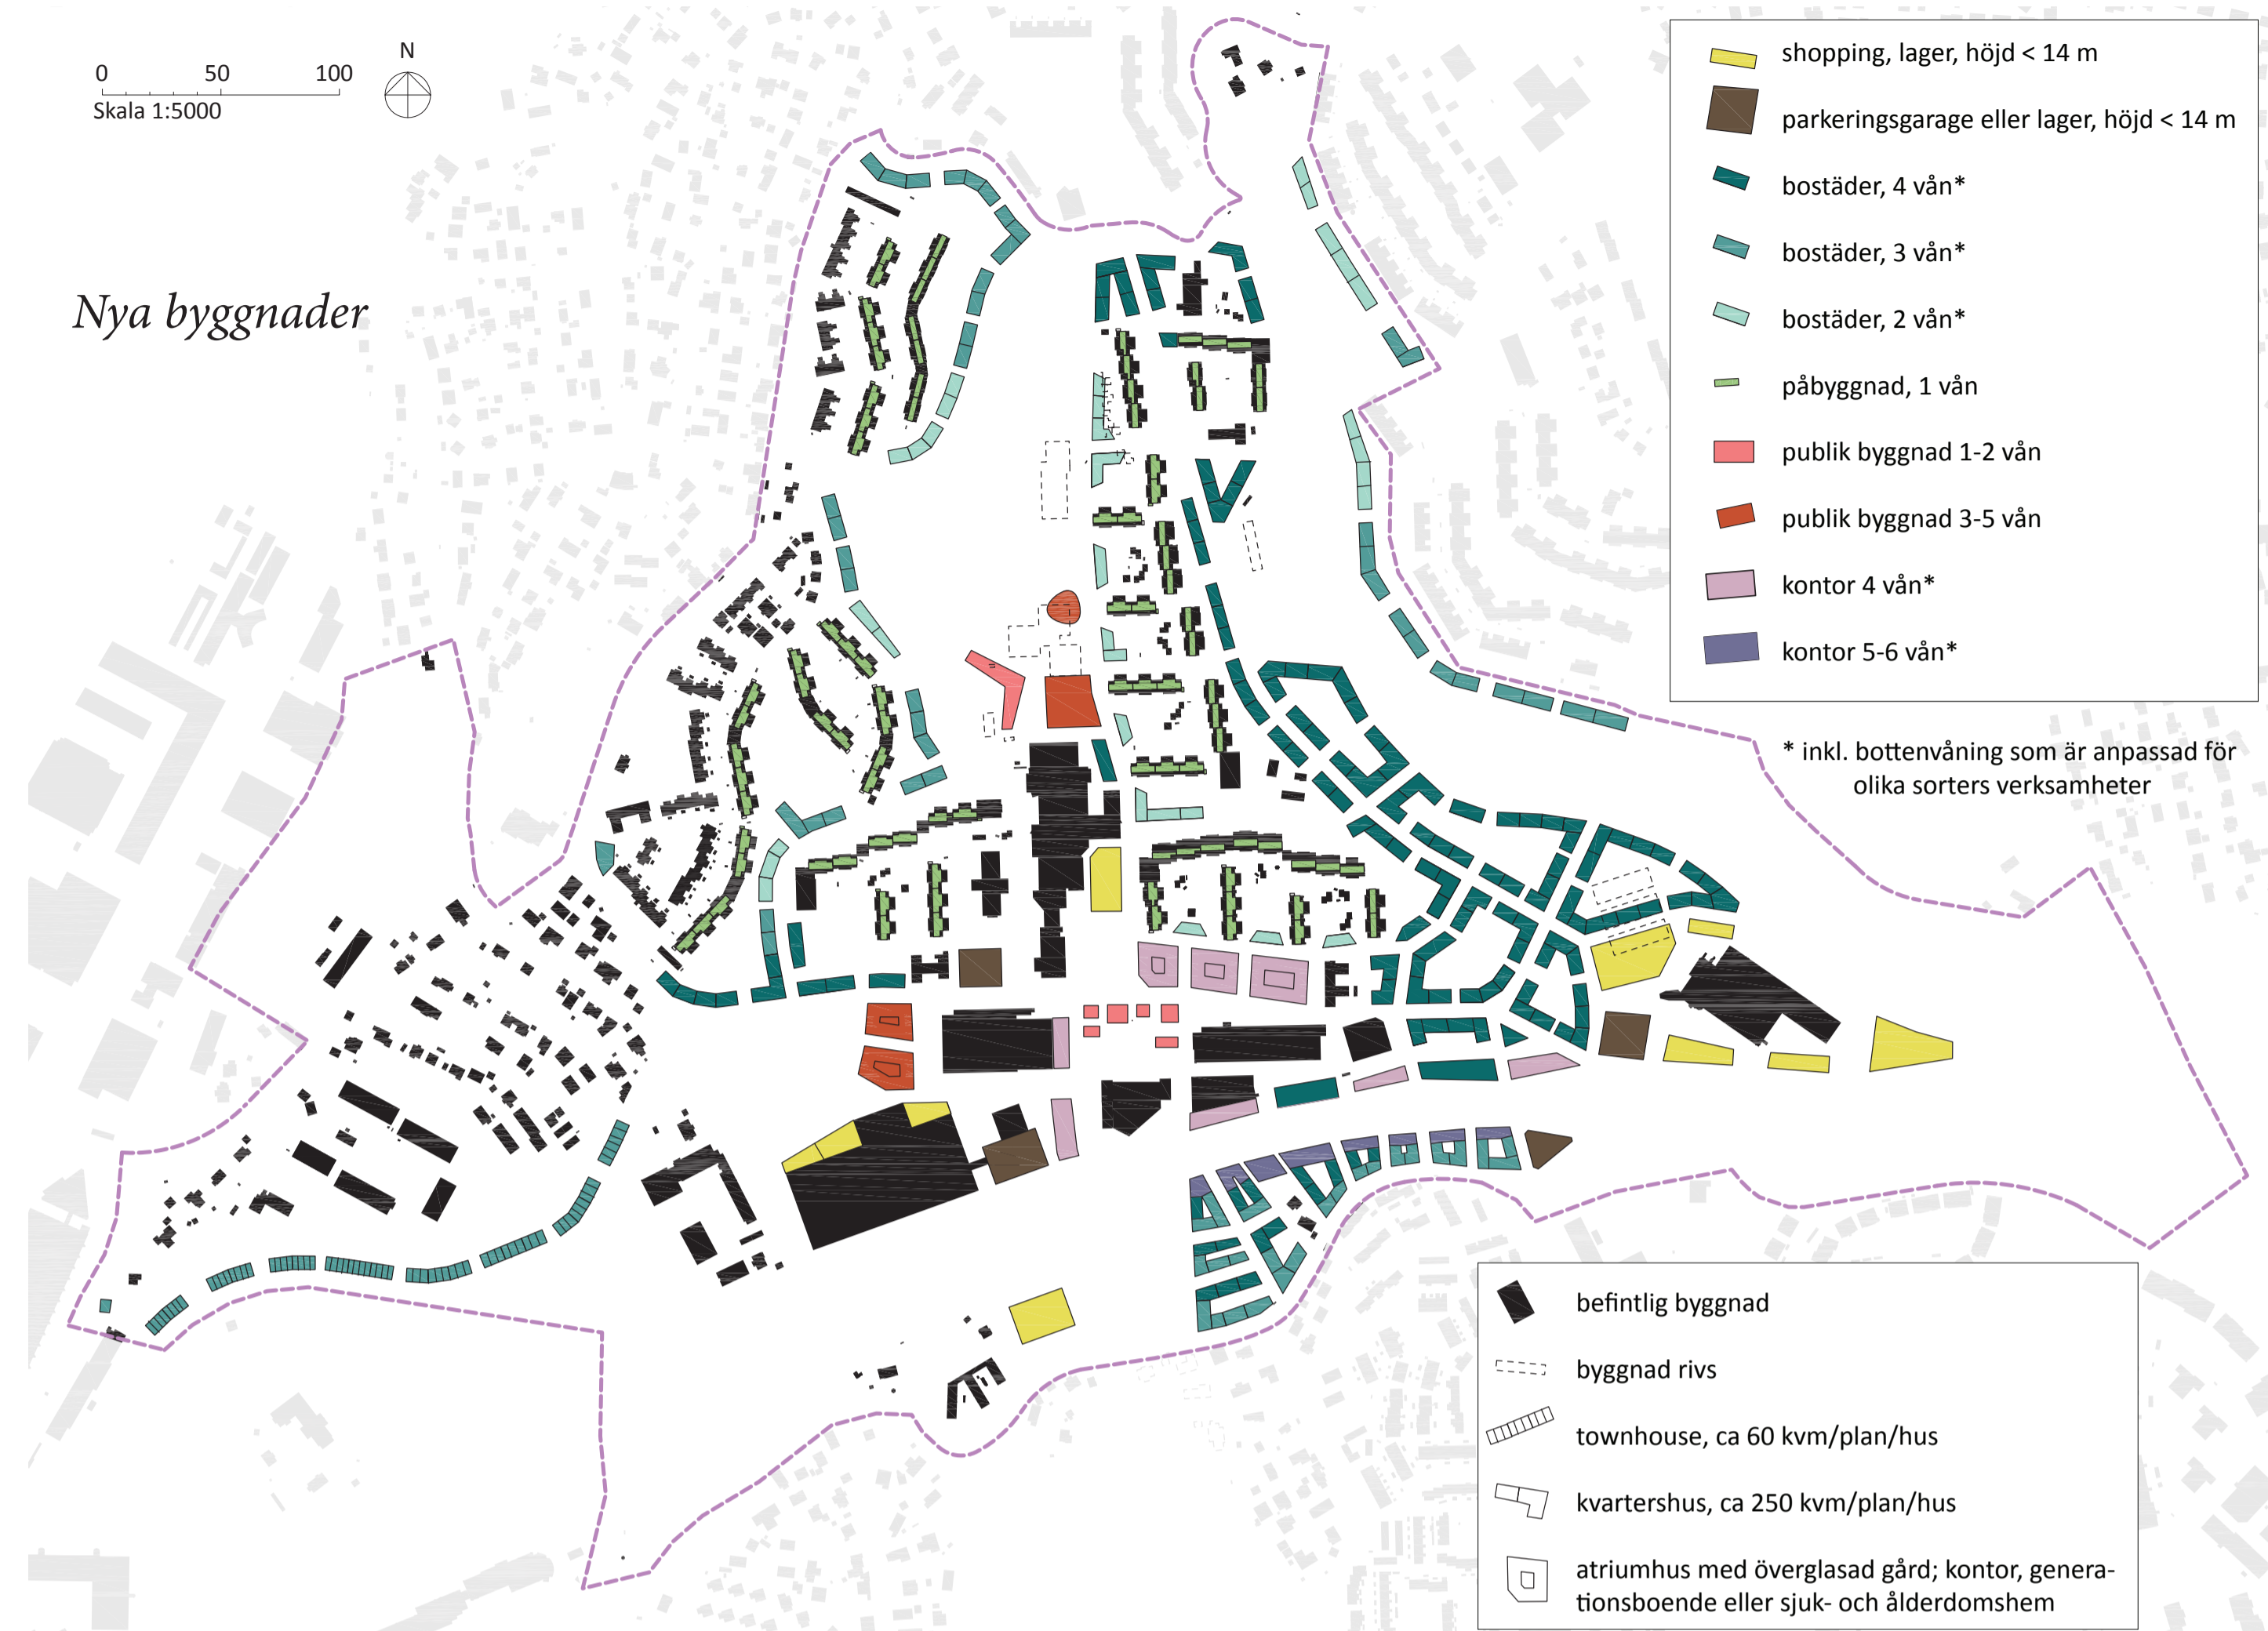 0 50 100
Skala 1:5000
N
Nya byggnader
shopping, lager, höjd < 14 m
parkeringsgarage eller lager, höjd < 14 m
bostäder, 4 vån*
bostäder, 3 vån*
bostäder, 2 vån*
påbyggnad, 1 vån
publik byggnad 1-2 vån
publik byggnad 3-5 vån
kontor 4 vån*
kontor 5-6 vån*
* inkl. bottenvåning som är anpassad för
olika sorters verksamheter
befintlig byggnad
byggnad rivs
townhouse, ca 60 kvm/plan/hus
kvartershus, ca 250 kvm/plan/hus
atriumhus med överglasad gård; kontor, genera-
tionsboende eller sjuk- och ålderdomshem